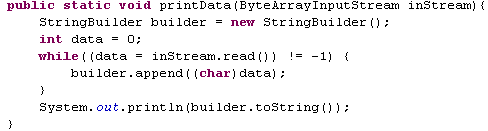 public static void printData(ByteArrayInputStream inStream){
    StringBuilder builder = new StringBuilder();
    int data = 0;
    while((data = inStream.read()) != -1) {
        builder.append((char)data);
    }
    System.out.println(builder.toString());
}